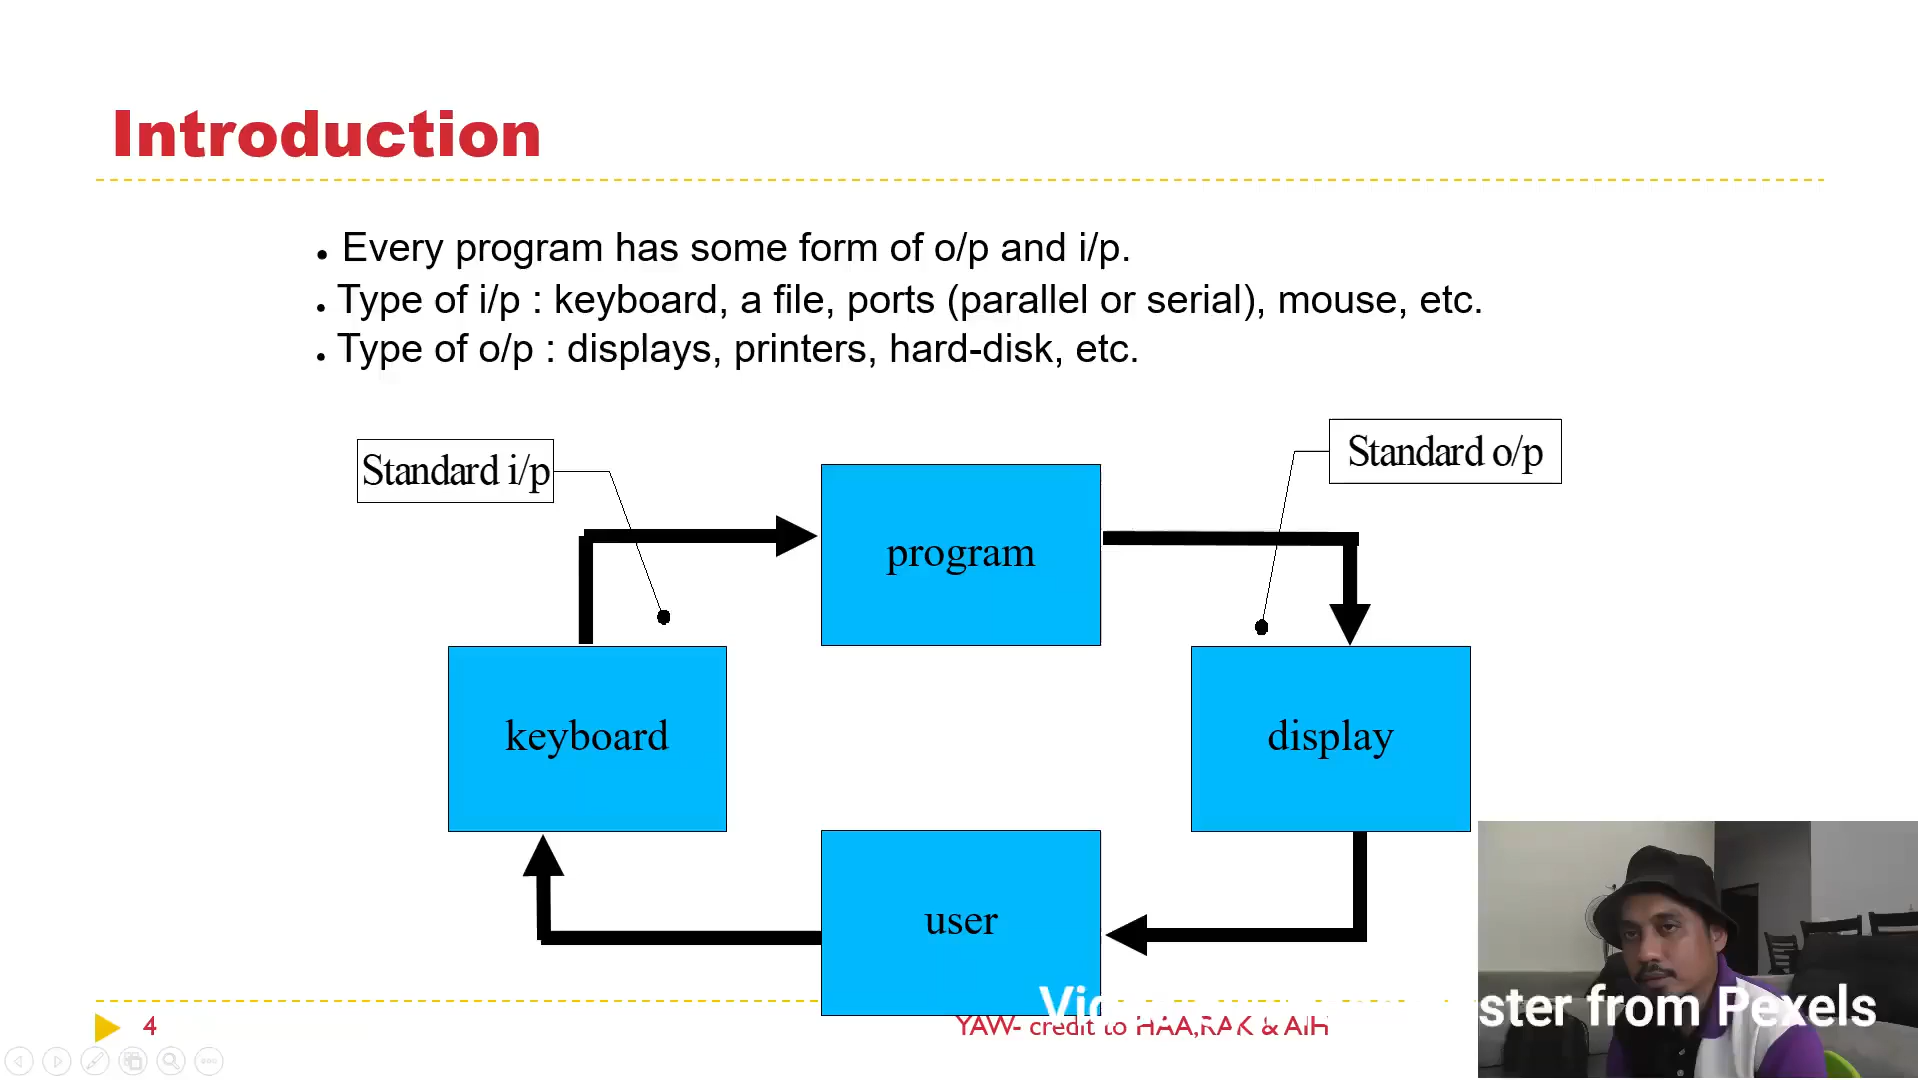 Introduction
• Every program has some form of o/p and i/p.
• Type of i/p : keyboard, a file, ports (parallel or serial), mouse, etc.
• Type of o/p : displays, printers, hard-disk, etc.
Standard i/p
Standard o/p
program
keyboard
display
user
4
YAW- credit to HAA,RAK & AIH
from Pexels